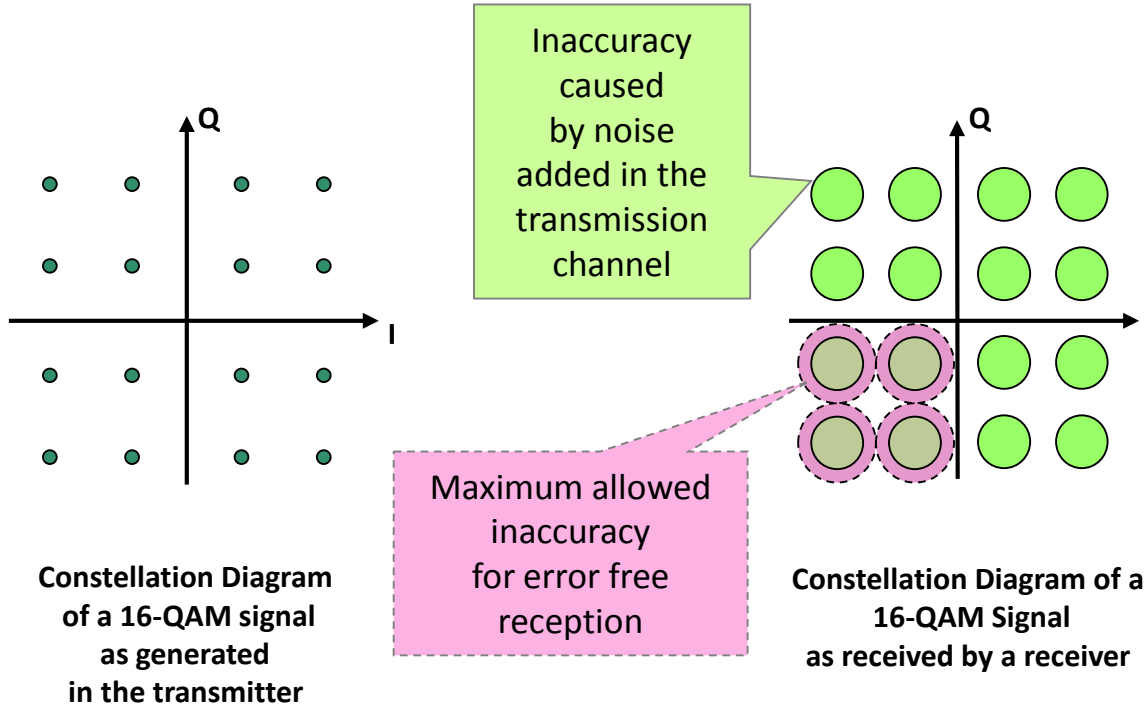 Inaccuracy
caused
by noise
added in the
transmission
channel
Q
I
Q
Maximum allowed
inaccuracy
for error free
reception
Constellation Diagram
of a 16-QAM signal
as generated
in the transmitter
Constellation Diagram of a
16-QAM Signal
as received by a receiver